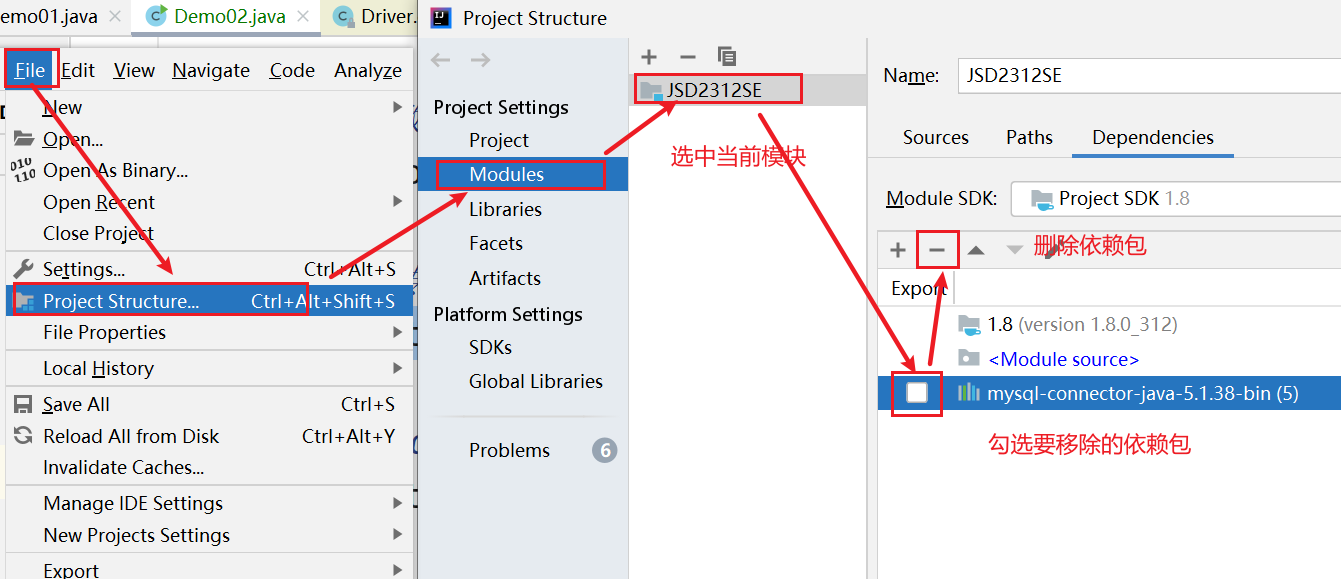 emo01.java
Demo02.java
Driver.
File Edit View Navigate Code Analyze
New
Open...
Open As Binary...
Open Recent
Close Project
Settings... Ctrl+Alt+S
Project Structure... Ctrl+Alt+Shift+S
File Properties
Local History
Save All Ctrl+S
Reload All from Disk Ctrl+Alt+Y
Invalidate Caches...
Manage IDE Settings
New Projects Settings
Export
Project Structure
Project Settings
Project
Modules
Libraries
Facets
Artifacts
Platform Settings
SDKs
Global Libraries
Problems 6
JSD2312SE
选中当前模块
Name: JSD2312SE
Sources Paths Dependencies
Module SDK: Project SDK 1.8
删除依赖包
Export
1.8 (version 1.8.0_312)
<Module source>
mysql-connector-java-5.1.38-bin (5)
勾选要移除的依赖包